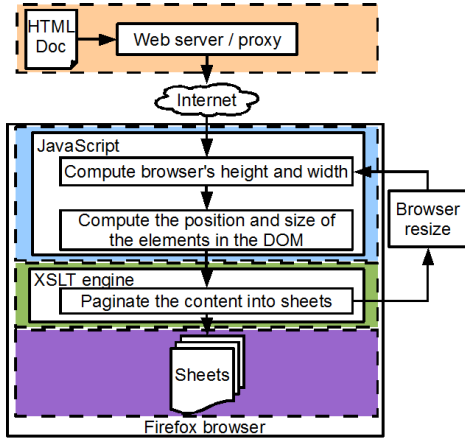 HTML
Doc
Web server / proxy
Internet
JavaScript
Compute browser's height and width
Compute the position and size of
the elements in the DOM
Browser
resize
XSLT engine
Paginate the content into sheets
Sheets
Firefox browser